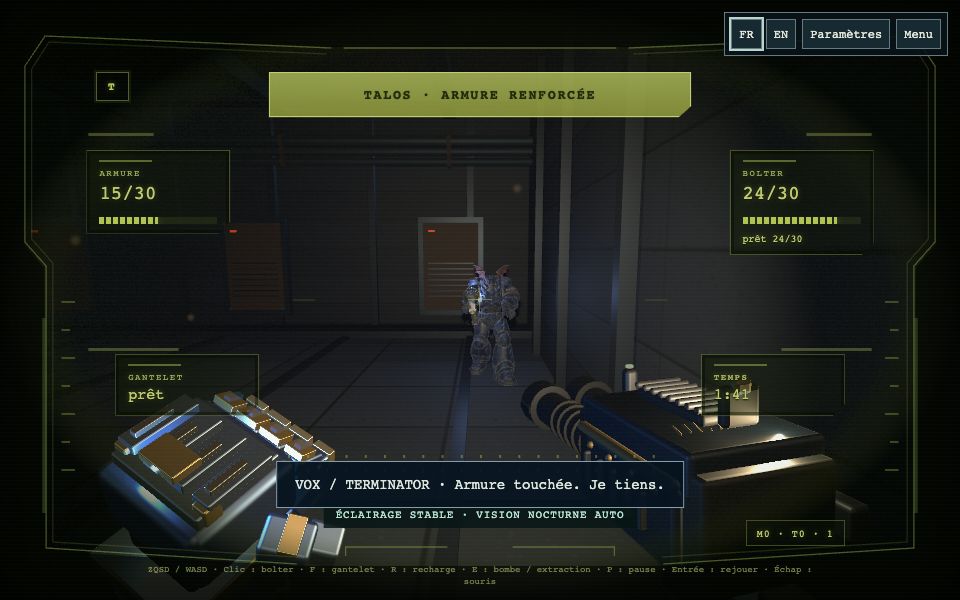 FR EN Paramètres Menu
T
TALOS · ARMURE RENFORCÉE
ARMURE
15/30
BOLTER
24/30
prêt 24/30
GANTELET
prêt
TEMPS
1:41
VOX / TERMINATOR · Armure touchée. Je tiens.
ÉCLAIRAGE STABLE · VISION NOCTURNE AUTO
M0 · T0 · 1
ZQSD / WASD · Clic : bolter · F : gantelet · R : recharge · E : bombe / extraction · P : pause · Entrée : rejouer · Échap :
souris